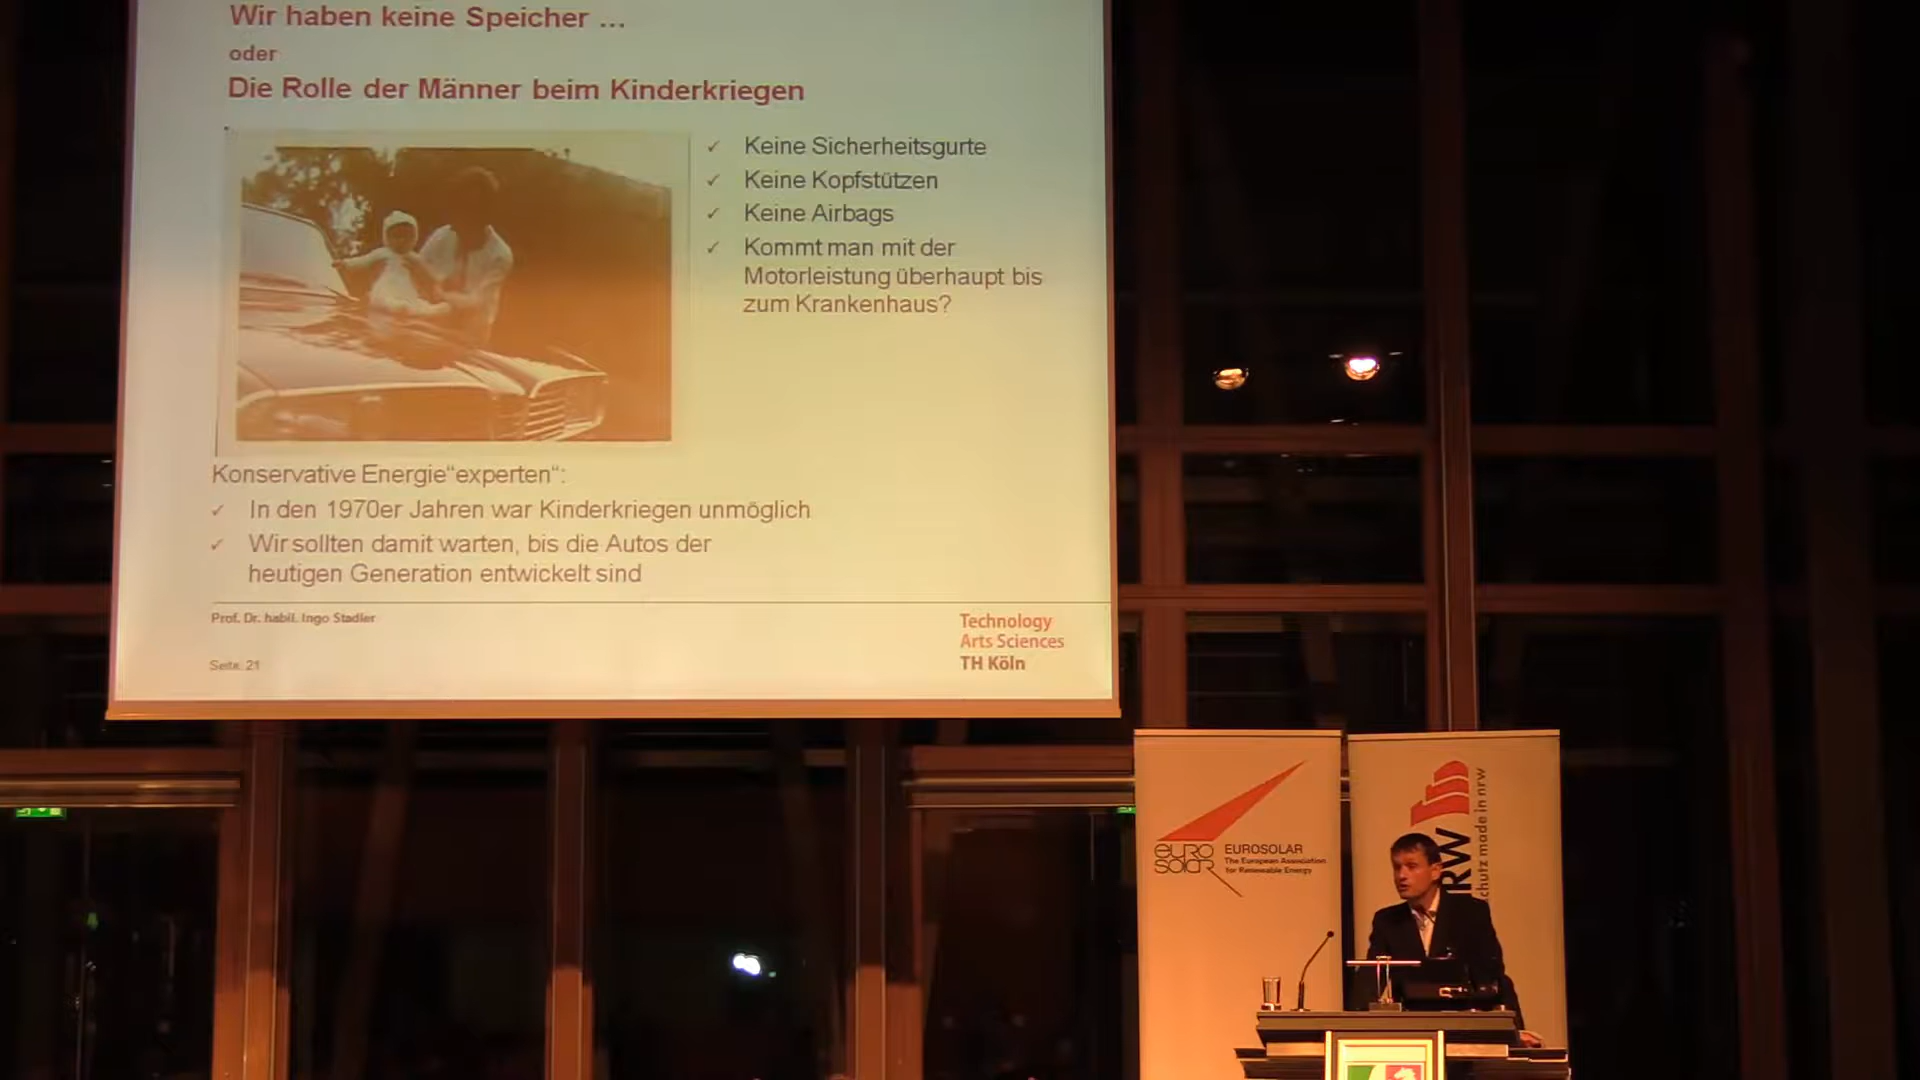 Wir haben keine Speicher ...
oder
Die Rolle der Männer beim Kinderkriegen
Keine Sicherheitsgurte
Keine Kopfstützen
Keine Airbags
Kommt man mit der
Motorleistung überhaupt bis
zum Krankenhaus?
Konservative Energie“experten“:
In den 1970er Jahren war Kinderkriegen unmöglich
Wir sollten damit warten, bis die Autos der
heutigen Generation entwickelt sind
Prof. Dr. habil. Ingo Stadler
Seite 21
Technology
Arts Sciences
TH Köln
euro
solar
EUROSOLAR
The European Association
for Renewable Energy
RW
chutz made in nrw